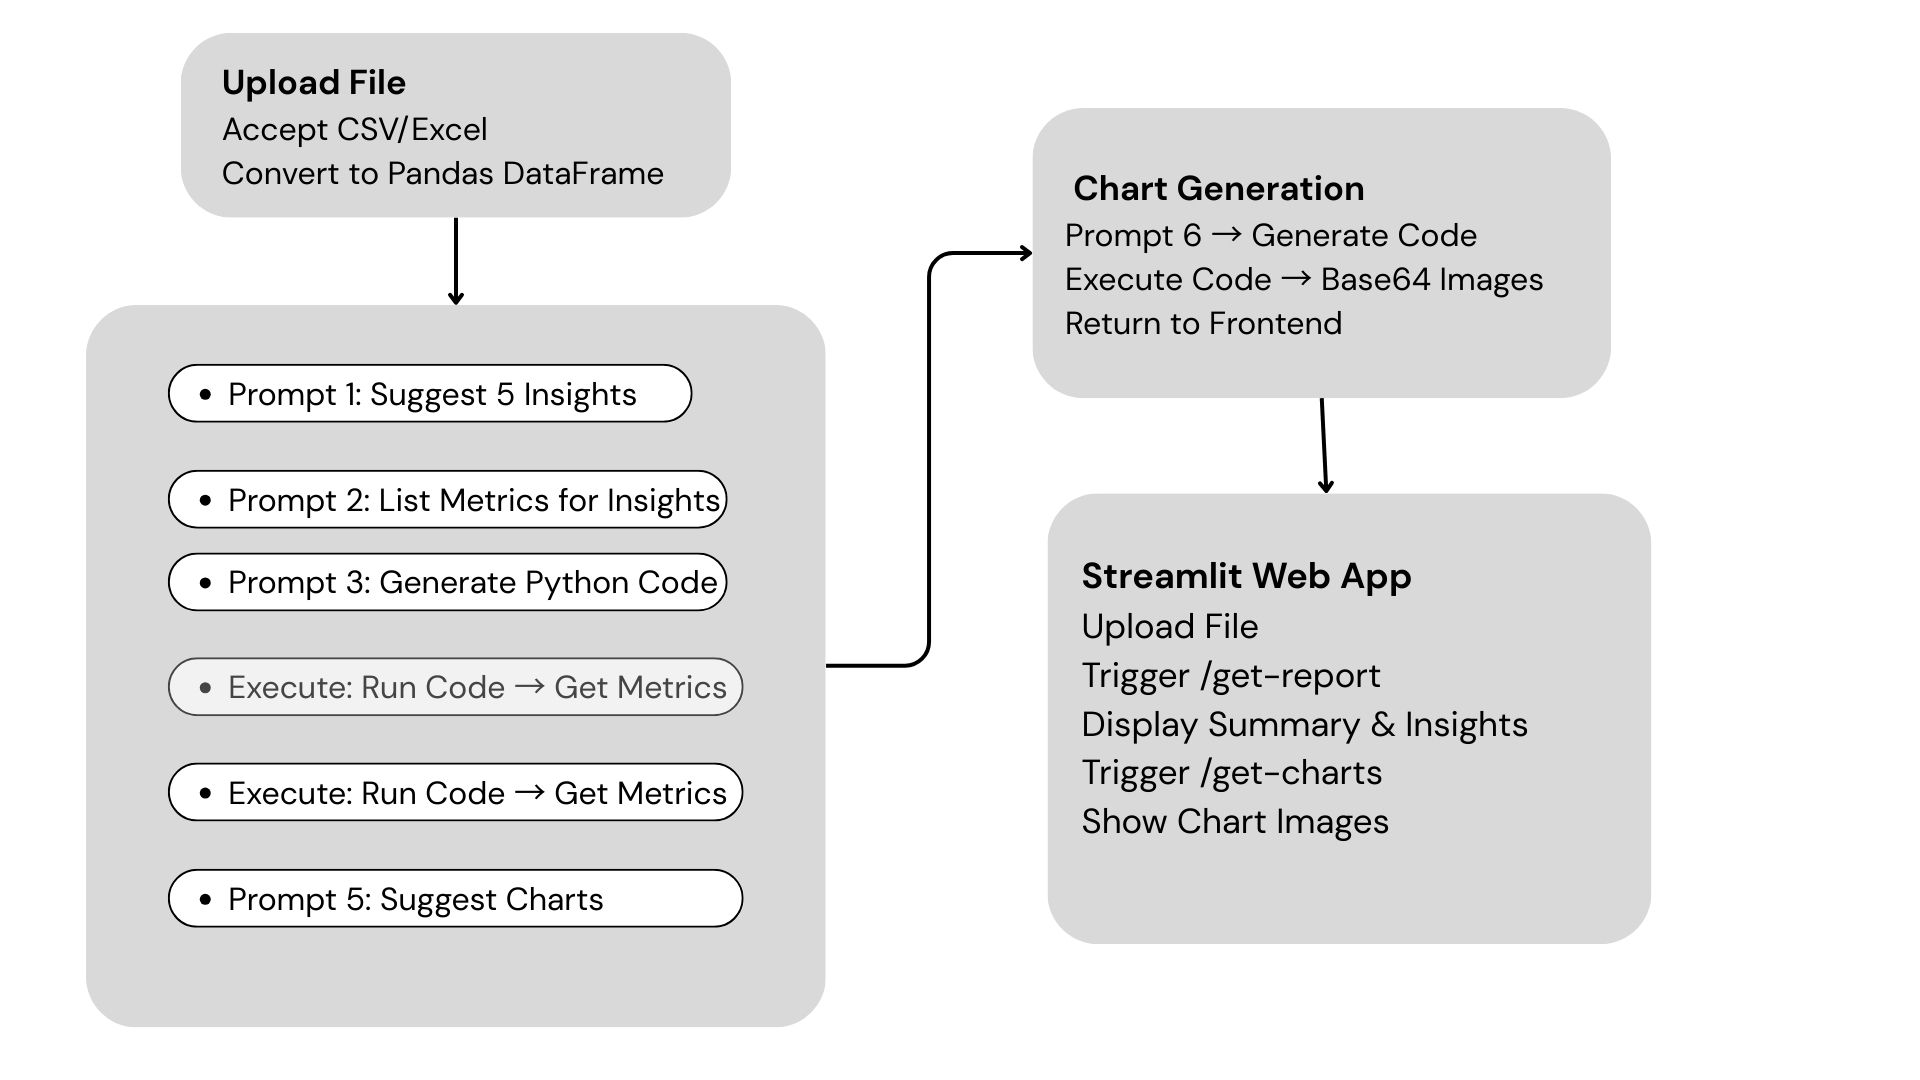 Upload File
Accept CSV/Excel
Convert to Pandas DataFrame
• Prompt 1: Suggest 5 Insights
• Prompt 2: List Metrics for Insights
• Prompt 3: Generate Python Code
• Execute: Run Code → Get Metrics
• Execute: Run Code → Get Metrics
• Prompt 5: Suggest Charts
Chart Generation
Prompt 6 → Generate Code
Execute Code → Base64 Images
Return to Frontend
Streamlit Web App
Upload File
Trigger /get-report
Display Summary & Insights
Trigger /get-charts
Show Chart Images